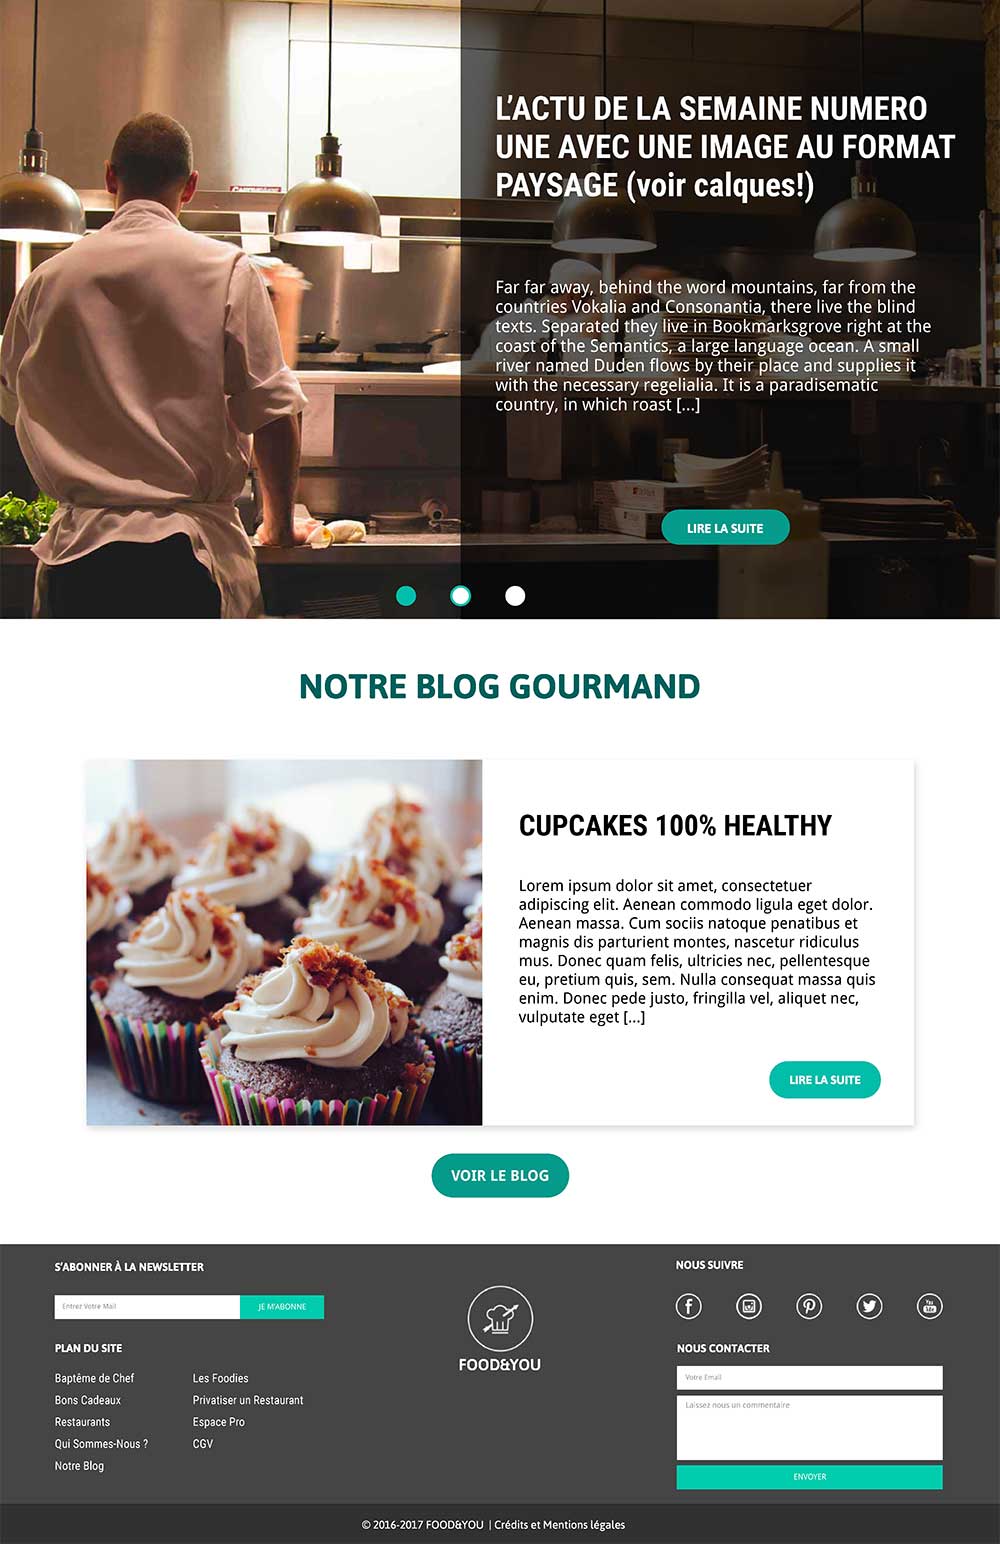 L’ACTU DE LA SEMAINE NUMERO
UNE AVEC UNE IMAGE AU FORMAT
PAYSAGE (voir calques!)
Far far away, behind the word mountains, far from the
countries Vokalia and Consonantia, there live the blind
texts. Separated they live in Bookmarksgrove right at the
coast of the Semantics, a large language ocean. A small
river named Duden flows by their place and supplies it
with the necessary regelialia. It is a paradisematic
country, in which roast [...]
LIRE LA SUITE
NOTRE BLOG GOURMAND
CUPCAKES 100% HEALTHY
Lorem ipsum dolor sit amet, consectetuer
adipiscing elit. Aenean commodo ligula eget dolor.
Aenean massa. Cum sociis natoque penatibus et
magnis dis parturient montes, nascetur ridiculus
mus. Donec quam felis, ultricies nec, pellentesque
eu, pretium quis, sem. Nulla consequat massa quis
enim. Donec pede justo, fringilla vel, aliquet nec,
vulputate eget [...]
LIRE LA SUITE
VOIR LE BLOG
S’ABONNER À LA NEWSLETTER
Entrez Votre Mail
JE M'ABONNE
PLAN DU SITE
Baptême de Chef
Bons Cadeaux
Restaurants
Qui Sommes-Nous ?
Notre Blog
Les Foodies
Privatiser un Restaurant
Espace Pro
CGV
FOOD&YOU
NOUS SUIVRE
You Tube
NOUS CONTACTER
Votre Email
Laissez nous un commentaire
ENVOYER
© 2016-2017 FOOD&YOU | Crédits et Mentions légales